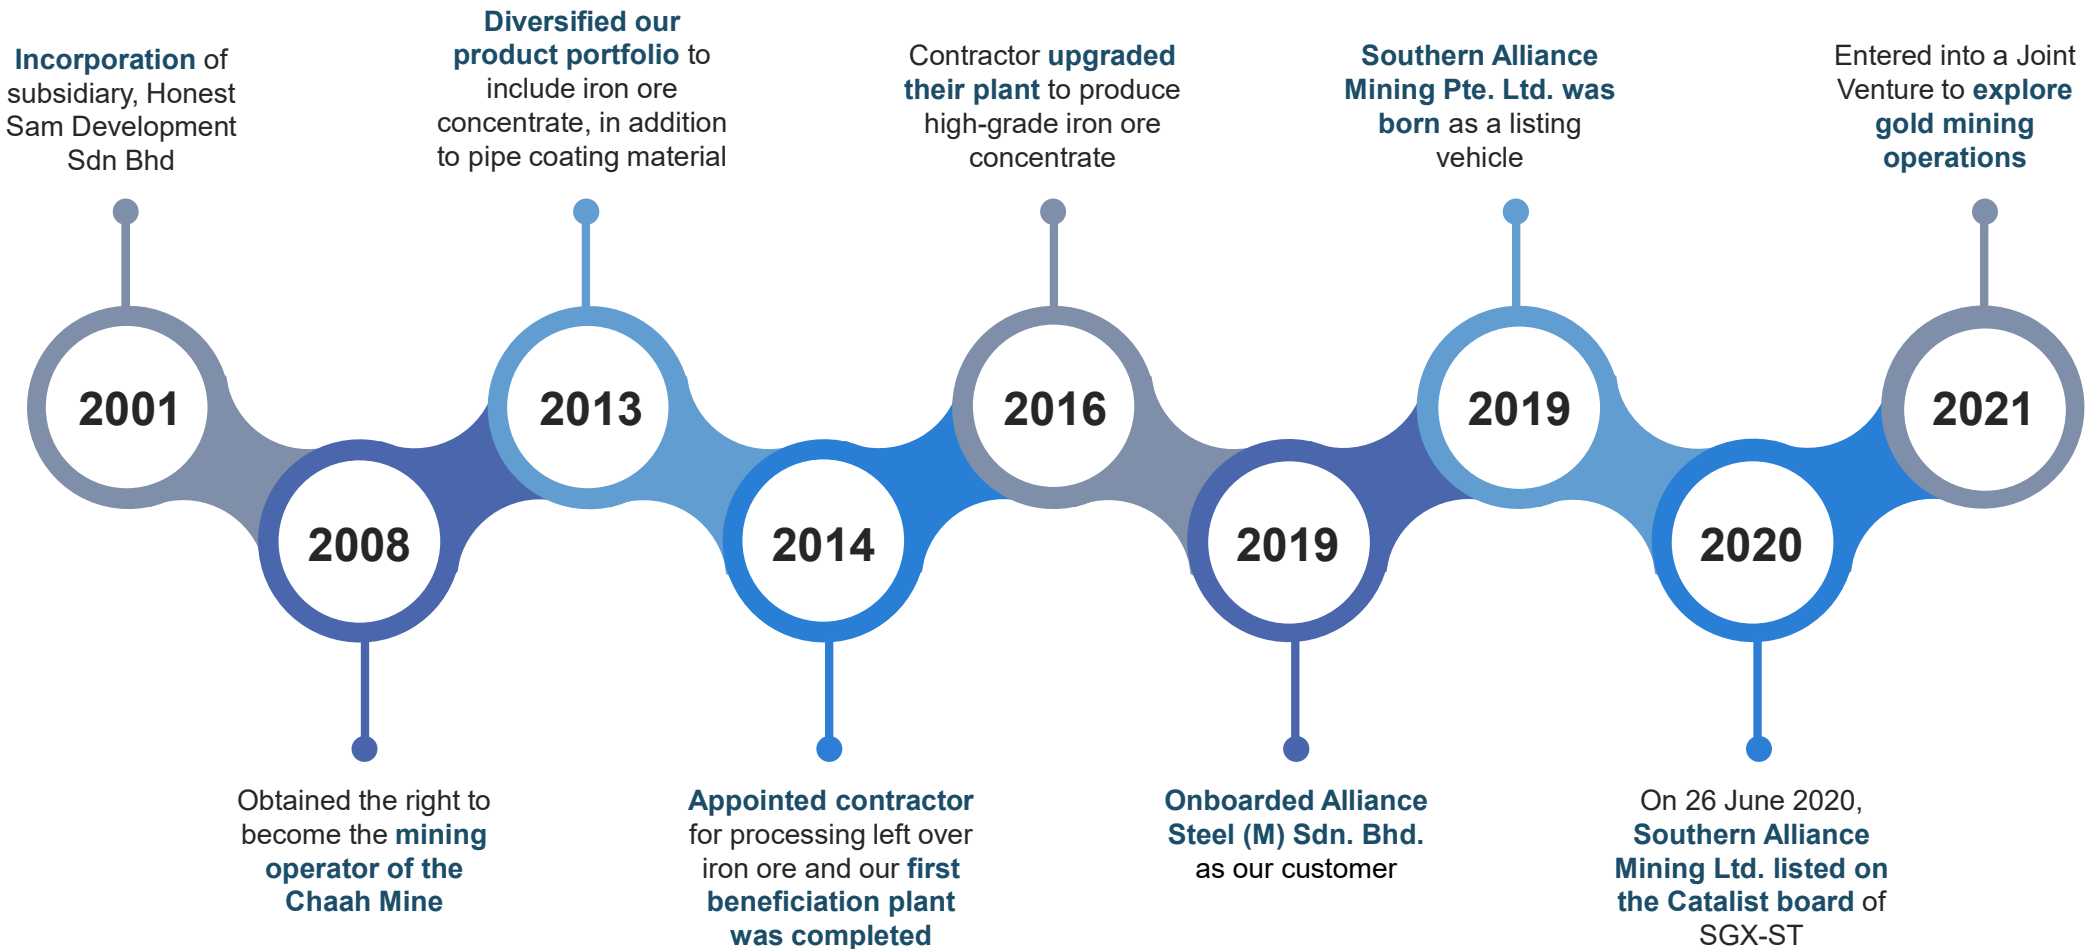 Incorporation of
subsidiary, Honest
Sam Development
Sdn Bhd
2001
Obtained the right to
become the mining
operator of the
Chaah Mine
2008
Diversified our
product portfolio to
include iron ore
concentrate, in addition
to pipe coating material
2013
Appointed contractor
for processing left over
iron ore and our first
beneficiation plant
was completed
2014
Contractor upgraded
their plant to produce
high-grade iron ore
concentrate
2016
Onboarded Alliance
Steel (M) Sdn. Bhd.
as our customer
2019
Southern Alliance
Mining Pte. Ltd. was
born as a listing
vehicle
2019
On 26 June 2020,
Southern Alliance
Mining Ltd. listed on
the Catalist board of
SGX-ST
2020
Entered into a Joint
Venture to explore
gold mining
operations
2021